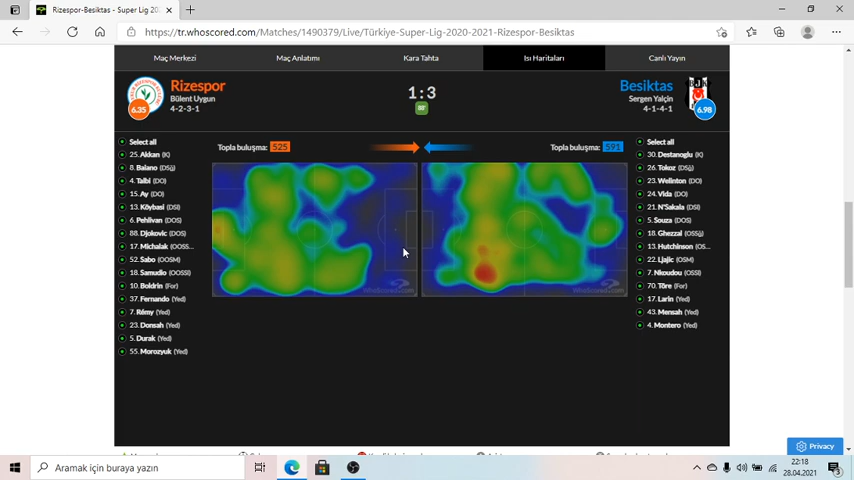 Rizespor-Besiktas - Super Lig 202
https://tr.whoscored.com/Matches/1490379/Live/Türkiye-Super-Lig-2020-2021-Rizespor-Besiktas
Maç Merkezi
Maç Anlatımı
Kara Tahta
Isı Haritaları
Canlı Yayın
Rizespor
Bülent Uygun
4-2-3-1
6.35
1:3
88'
Besiktas
Sergen Yalçin
4-1-4-1
6.98
Topla buluşma: 525
Topla buluşma: 591
Select all
25. Akkan (K)
8. Baiano (DSğ)
4. Talbi (DO)
15. Ay (DO)
13. Köybasi (DSl)
6. Pehlivan (DOS)
88. Djokovic (DOS)
17. Michalak (OOSS...
52. Sabo (OOSM)
18. Samudio (OOSSl)
10. Boldrin (For)
37. Fernando (Yed)
7. Rémy (Yed)
23. Donsah (Yed)
5. Durak (Yed)
55. Morozyuk (Yed)
WhoScored.com
WhoScored.com
Select all
30. Destanoglu (K)
26. Tokoz (DSğ)
23. Welinton (DO)
24. Vida (DO)
21. N'Sakala (DSl)
5. Souza (DOS)
18. Ghezzal (OSSğ)
13. Hutchinson (OS...
22. Ljajic (OSM)
7. Nkoudou (OSSl)
70. Töre (For)
17. Larin (Yed)
43. Mensah (Yed)
4. Montero (Yed)
Privacy
Aramak için buraya yazın
22:18
28.04.2021
3